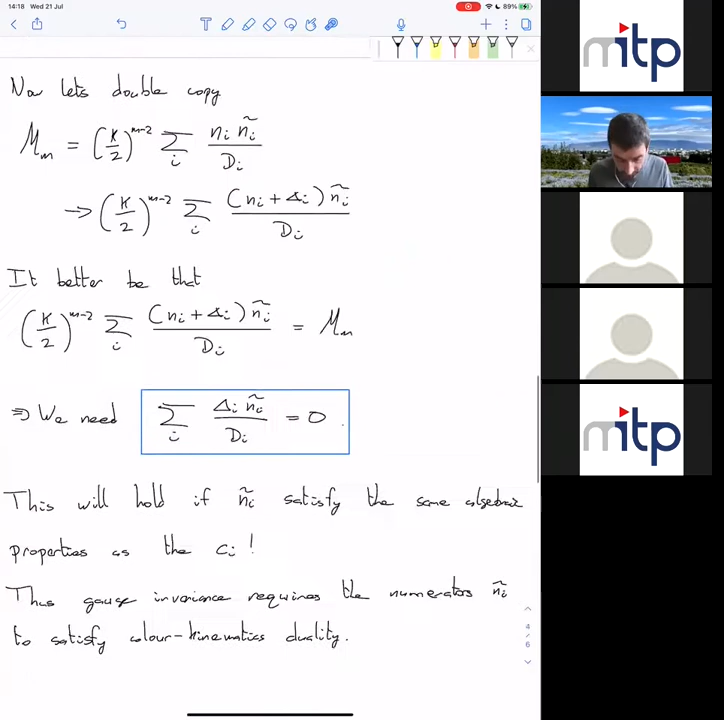 14:18 Wed 21 Jul
89%
Now lets double copy
M_m = (K/2)^{m-2} Σ_i n_i ñ_i / D_i
→ (K/2)^{m-2} Σ_i (n_i + Δ_i) ñ_i / D_i
It better be that
(K/2)^{m-2} Σ_i (n_i + Δ_i) ñ_i / D_i = M_m
⇒ We need Σ_i Δ_i ñ_i / D_i = 0.
This will hold if ñ_i satisfy the same algebraic
properties as the c_i!
Thus gauge invariance requires the numerators ñ_i
to satisfy colour-kinematics duality.
4
/
6
mitp
mitp